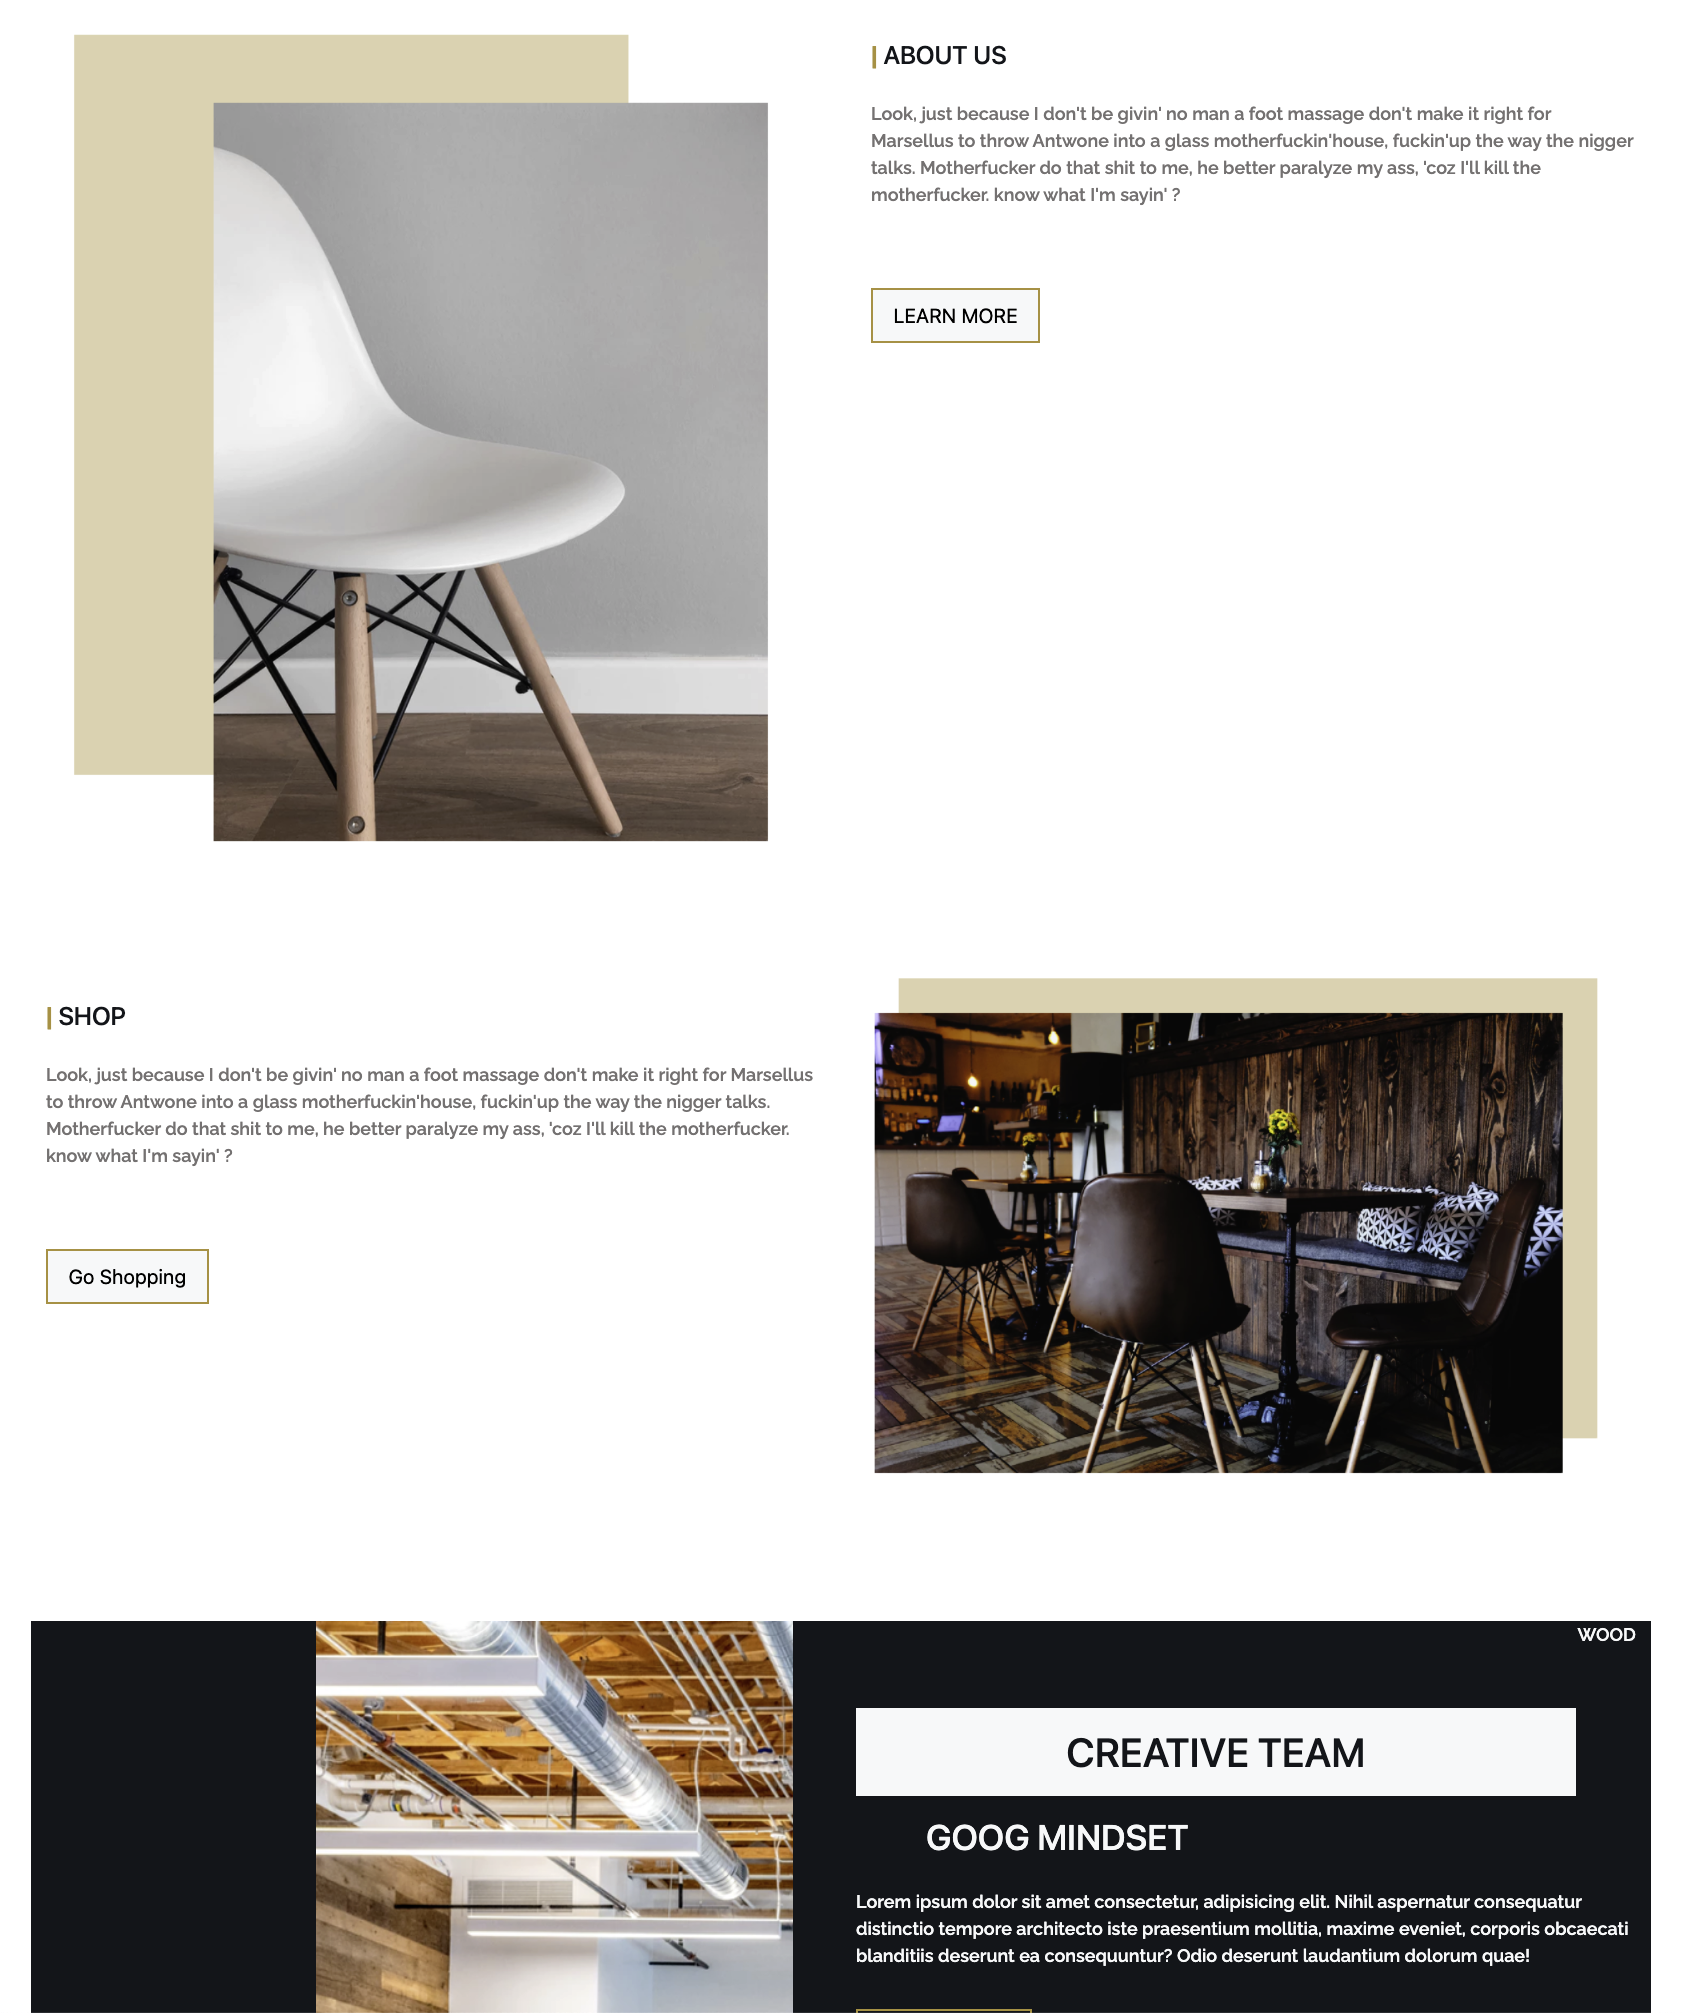 | ABOUT US
Look, just because I don't be givin' no man a foot massage don't make it right for
Marsellus to throw Antwone into a glass motherfuckin'house, fuckin'up the way the nigger
talks. Motherfucker do that shit to me, he better paralyze my ass, 'coz I'll kill the
motherfucker. know what I'm sayin' ?
LEARN MORE
| SHOP
Look, just because I don't be givin' no man a foot massage don't make it right for Marsellus
to throw Antwone into a glass motherfuckin'house, fuckin'up the way the nigger talks.
Motherfucker do that shit to me, he better paralyze my ass, 'coz I'll kill the motherfucker.
know what I'm sayin' ?
Go Shopping
WOOD
CREATIVE TEAM
GOOG MINDSET
Lorem ipsum dolor sit amet consectetur, adipisicing elit. Nihil aspernatur consequatur
distinctio tempore architecto iste praesentium mollitia, maxime eveniet, corporis obcaecati
blanditiis deserunt ea consequuntur? Odio deserunt laudantium dolorum quae!